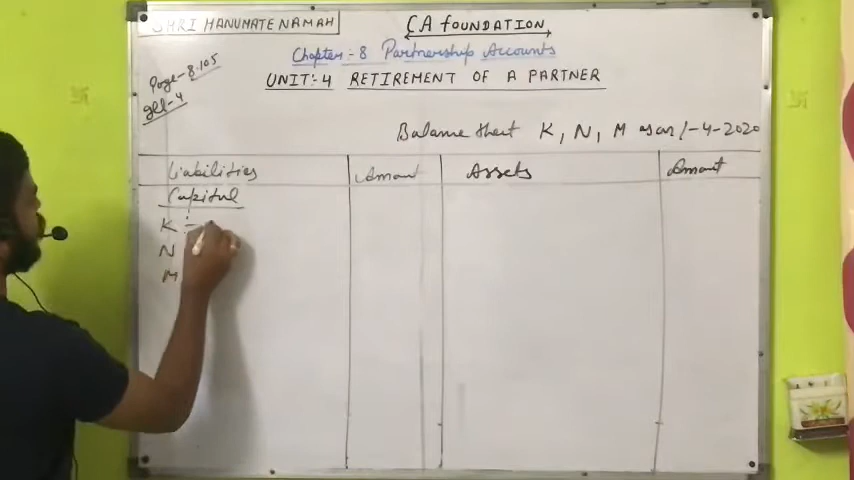 SHRI HANUMATE NAMAH
CA FOUNDATION
Chapter:-8 Partnership Accounts
UNIT:-4 RETIREMENT OF A PARTNER
Page-8.105
ill-4
Balance Sheet K, N, M as on 1-4-2020
Liabilities Amount Assets Amount
Capital
K :-
N
M